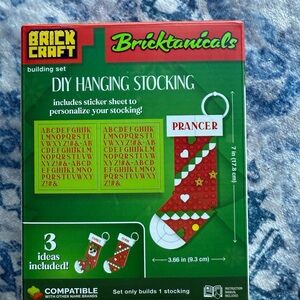 BRICK
CRAFT
building set
Bricktanicals
DIY HANGING STOCKING
includes sticker sheet to
personalize your stocking!
PRANCER
7 in (17.8 cm)
3.66 in (9.3 cm)
3
ideas
included!
COMPATIBLE
WITH OTHER NAME BRANDS
Set only builds 1 stocking